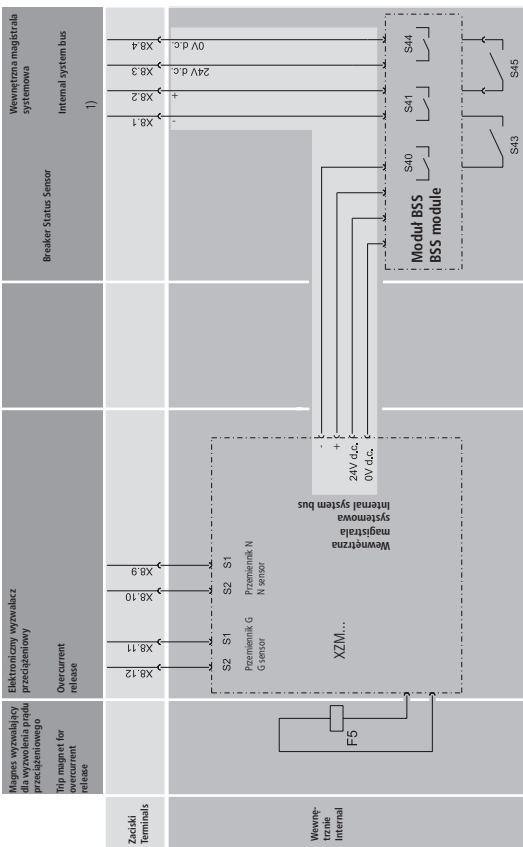 Magnes wyzwalający
dla wyzwolenia prądu
przeciążeniowego
Trip magnet for
overcurrent
release
Elektroniczny wyzwalacz
przeciążeniowy
Overcurrent
release
Breaker Status Sensor
Wewnętrzna magistrala
systemowa
Internal system bus
1)
Zaciski
Terminals
X8.12
X8.11
X8.10
X8.9
X8.1
X8.2
X8.3
X8.4
-
+
24V d.c.
0V d.c.
Wewnę-
trznie
Internal
F5
S2
S1
Przemiennik G
G sensor
S2
S1
Przemiennik N
N sensor
XZM...
Wewnętrzna
magistrala
systemowa
Internal system bus
-
+
24V d.c.
0V d.c.
Moduł BSS
BSS module
S40
S41
S44
S43
S45